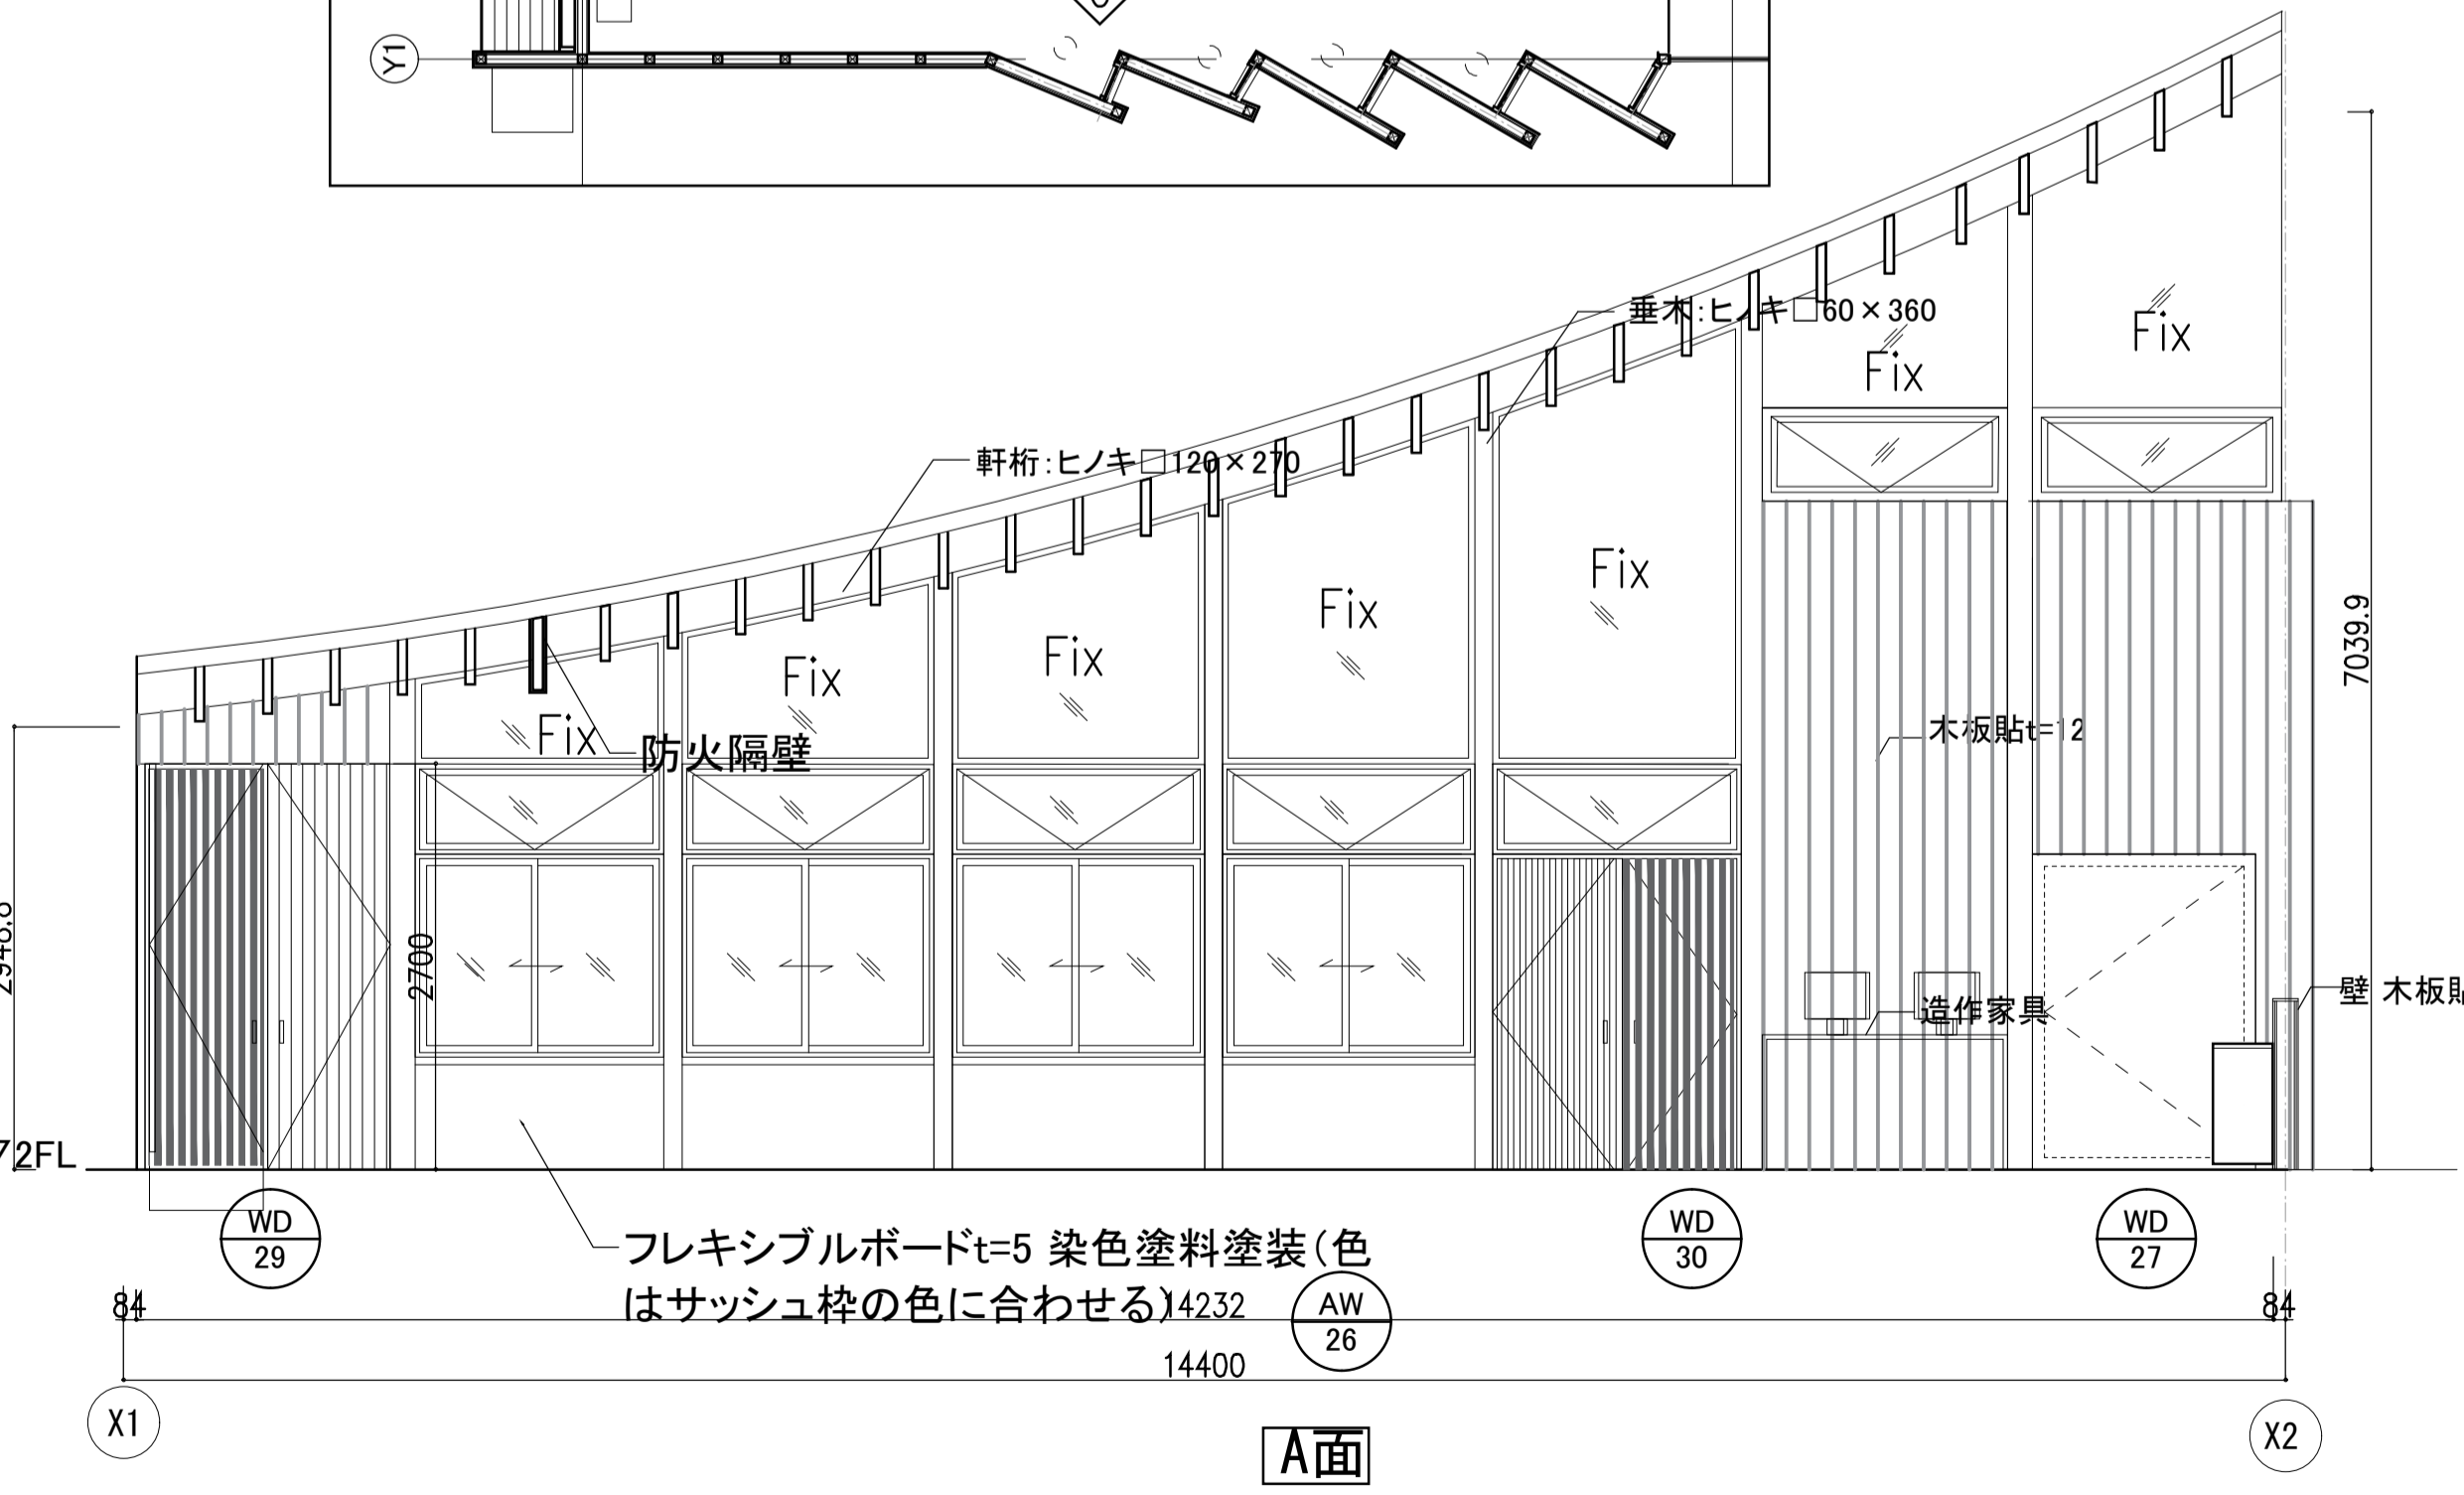 Y1
垂木:ヒノキ□60×360
Fix
Fix
軒桁:ヒノキ□120×270
Fix
Fix
Fix
Fix
Fix
防火隔壁
木板貼t=12
7039.9
2700
造作家具
壁 木板貼
2FL
WD
29
WD
30
WD
27
フレキシブルボードt=5 染色塗料塗装(色
はサッシュ枠の色に合わせる)
84
14232
AW
26
84
14400
X1
X2
A面